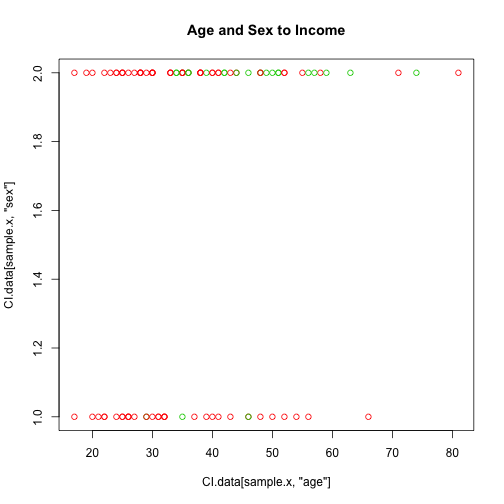 Age and Sex to Income
CI.data[sample.x, "sex"]
2.0
1.8
1.6
1.4
1.2
1.0
20 30 40 50 60 70 80
CI.data[sample.x, "age"]